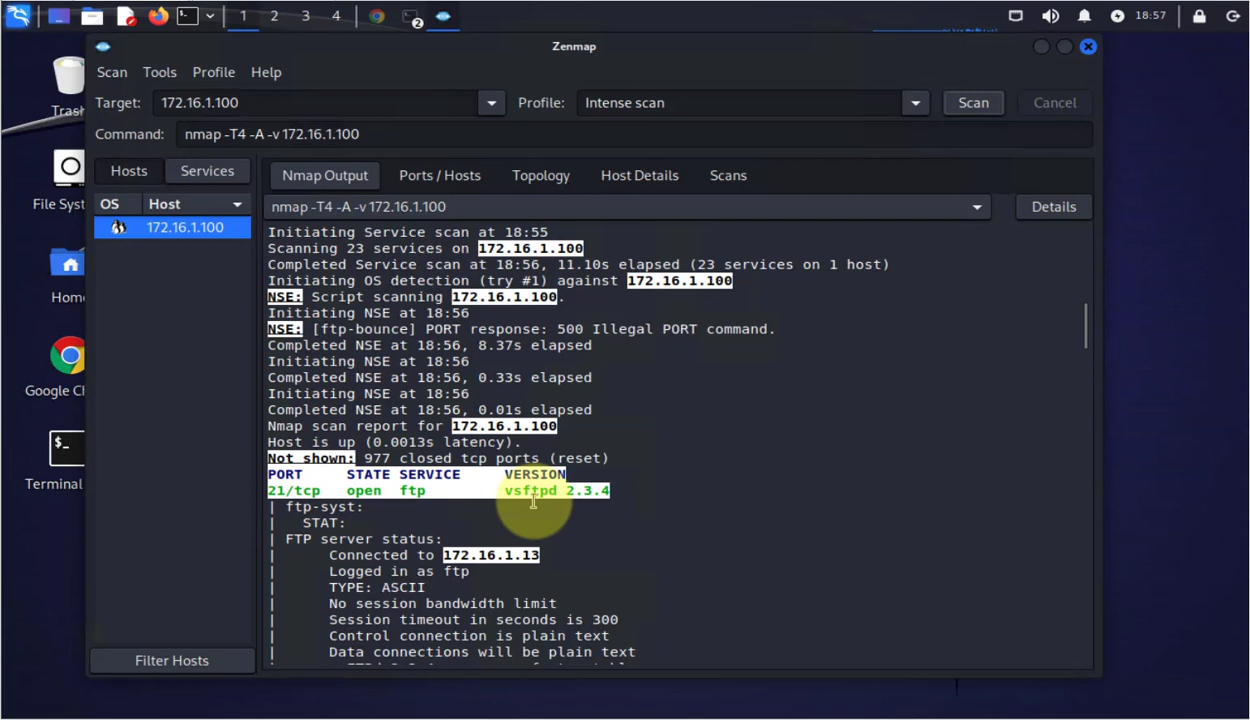 1 2 3 4 2 18:57
Trash
File Syst
Home
Google Ch
$_
Terminal
Zenmap
Scan Tools Profile Help
Target: 172.16.1.100 Profile: Intense scan Scan Cancel
Command: nmap -T4 -A -v 172.16.1.100
Hosts Services
OS Host
172.16.1.100
Filter Hosts
Nmap Output Ports / Hosts Topology Host Details Scans
nmap -T4 -A -v 172.16.1.100 Details
Initiating Service scan at 18:55
Scanning 23 services on 172.16.1.100
Completed Service scan at 18:56, 11.10s elapsed (23 services on 1 host)
Initiating OS detection (try #1) against 172.16.1.100
NSE: Script scanning 172.16.1.100.
Initiating NSE at 18:56
NSE: [ftp-bounce] PORT response: 500 Illegal PORT command.
Completed NSE at 18:56, 8.37s elapsed
Initiating NSE at 18:56
Completed NSE at 18:56, 0.33s elapsed
Initiating NSE at 18:56
Completed NSE at 18:56, 0.01s elapsed
Nmap scan report for 172.16.1.100
Host is up (0.0013s latency).
Not shown: 977 closed tcp ports (reset)
PORT STATE SERVICE VERSION
21/tcp open ftp vsftpd 2.3.4
| ftp-syst:
| STAT:
| FTP server status:
| Connected to 172.16.1.13
| Logged in as ftp
| TYPE: ASCII
| No session bandwidth limit
| Session timeout in seconds is 300
| Control connection is plain text
| Data connections will be plain text